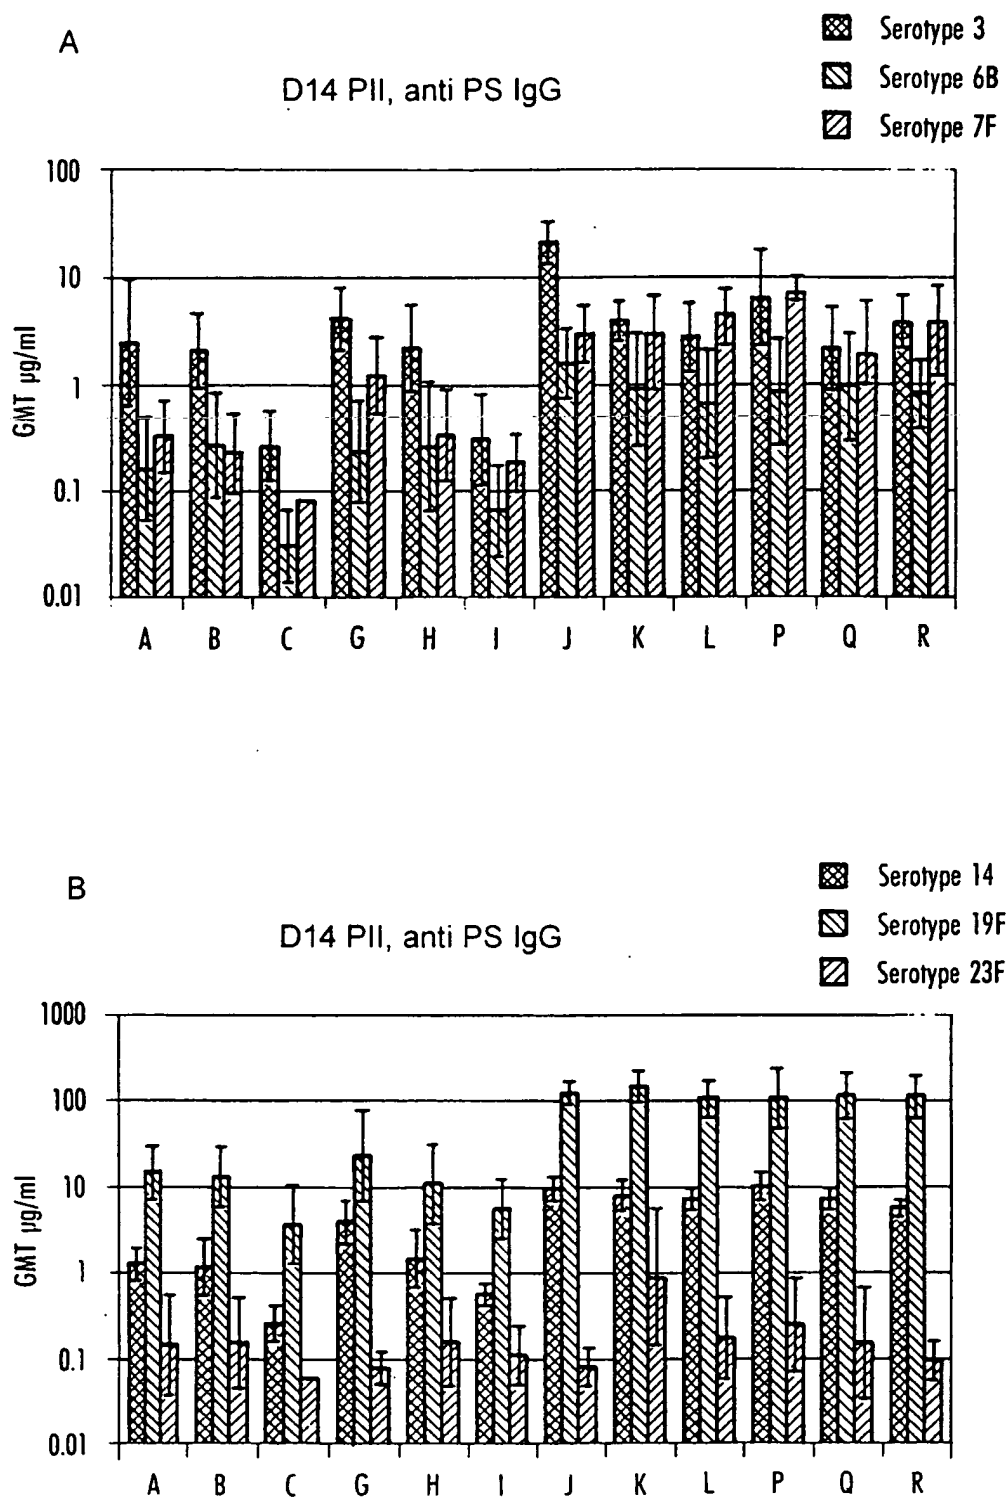 A
Serotype 3
Serotype 6B
Serotype 7F
D14 PII, anti PS IgG
100
10
1
0.1
0.01
GMT µg/ml
A B C G H I J K L P Q R
B
Serotype 14
Serotype 19F
Serotype 23F
D14 PII, anti PS IgG
1000
100
10
1
0.1
0.01
GMT µg/ml
A B C G H I J K L P Q R